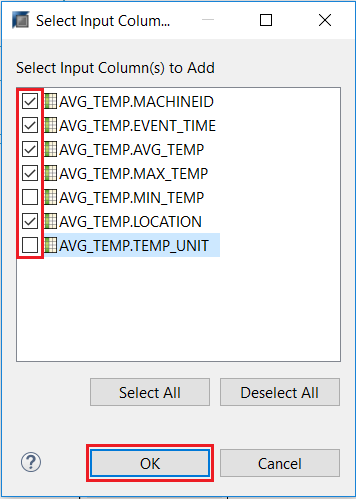 Select Input Colum...
Select Input Column(s) to Add
AVG_TEMP.MACHINEID
AVG_TEMP.EVENT_TIME
AVG_TEMP.AVG_TEMP
AVG_TEMP.MAX_TEMP
AVG_TEMP.MIN_TEMP
AVG_TEMP.LOCATION
AVG_TEMP.TEMP_UNIT
Select All
Deselect All
?
OK
Cancel